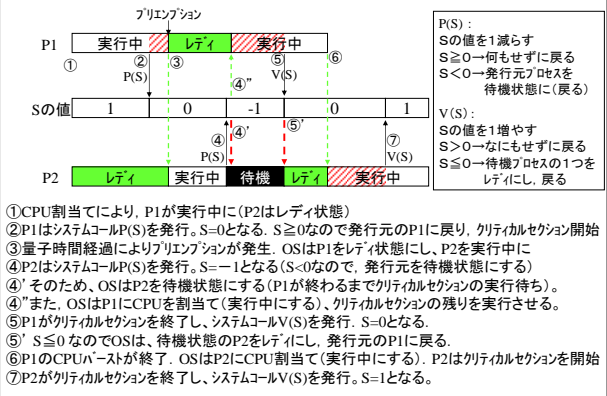 プリエンプション
P1 実行中 レディ 実行中
① ② ③ ⑤ ⑥
P(S) ④” V(S)
Sの値 1 0 -1 0 1
④ ④’ ⑤’ ⑦
P(S) V(S)
P2 レディ 実行中 待機 レディ 実行中
P(S) :
Sの値を1減らす
S≧0→何もせずに戻る
S<0→発行元プロセスを
待機状態に(戻る)
V(S) :
Sの値を1増やす
S>0→なにもせずに戻る
S≦0→待機プロセスの1つを
レディにし, 戻る
①CPU割当てにより, P1が実行中に(P2はレディ状態)
②P1はシステムコールP(S)を発行。S=0となる. S≧0なので発行元のP1に戻り, クリティカルセクション開始
③量子時間経過によりプリエンプションが発生. OSはP1をレディ状態にし、P2を実行中に
④P2はシステムコールP(S)を発行。S=-1となる(S<0なので, 発行元を待機状態にする)
④’ そのため、OSはP2を待機状態にする(P1が終わるまでクリティカルセクションの実行待ち)。
④”また, OSはP1にCPUを割当て(実行中にする)、クリティカルセクションの残りを実行させる。
⑤P1がクリティカルセクションを終了し、システムコールV(S)を発行. S=0となる.
⑤’ S≦0 なのでOSは、待機状態のP2をレディにし, 発行元のP1に戻る.
⑥P1のCPUバーストが終了. OSはP2にCPU割当て(実行中にする). P2はクリティカルセクションを開始
⑦P2がクリティカルセクションを終了し、システムコールV(S)を発行。S=1となる。